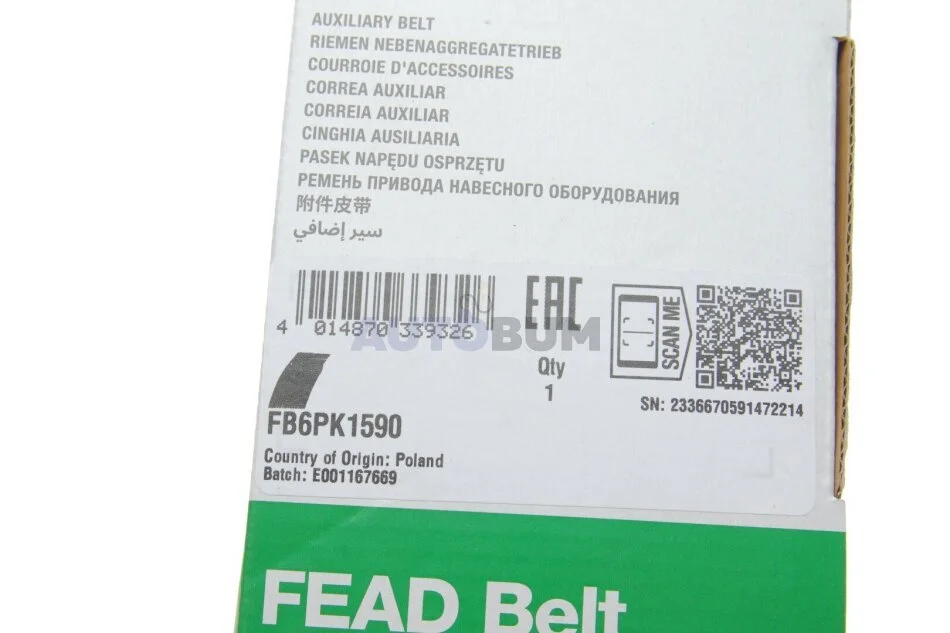 AUXILIARY BELT
RIEMEN NEBENAGGREGATETRIEB
COURROIE D'ACCESSOIRES
CORREA AUXILIAR
CORREIA AUXILIAR
CINGHIA AUSILIARIA
PASEK NAPĘDU OSPRZĘTU
РЕМЕНЬ ПРИВОДА НАВЕСНОГО ОБОРУДОВАНИЯ
附件皮带
سير إضافي
4 014870 339326
EAC
SCAN ME
AUTOBUM
Qty
1
SN: 2336670591472214
FB6PK1590
Country of Origin: Poland
Batch: E001167669
FEAD Belt